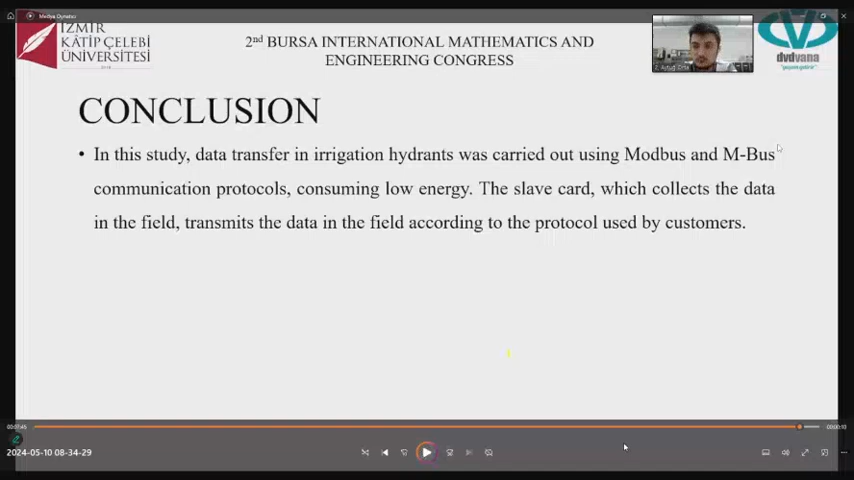 Medya Oynatıcı
İZMİR
KÂTİP ÇELEBİ
ÜNİVERSİTESİ
2nd BURSA INTERNATIONAL MATHEMATICS AND
ENGINEERING CONGRESS
dvdvana
CONCLUSION
• In this study, data transfer in irrigation hydrants was carried out using Modbus and M-Bus
communication protocols, consuming low energy. The slave card, which collects the data
in the field, transmits the data in the field according to the protocol used by customers.
2024-05-10 08-34-29